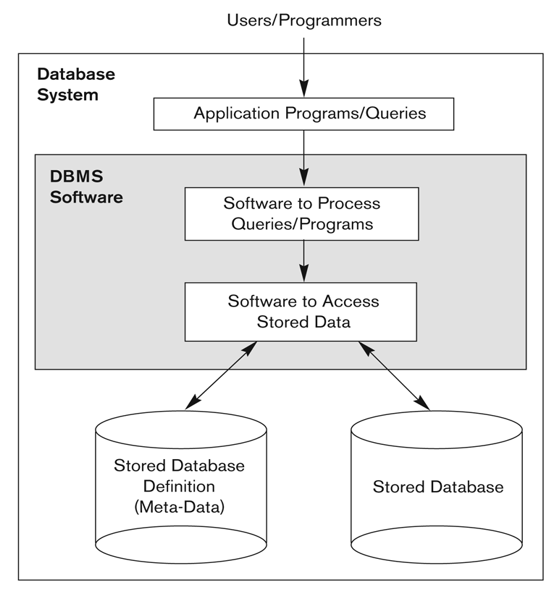 Users/Programmers
Database
System
Application Programs/Queries
DBMS
Software
Software to Process
Queries/Programs
Software to Access
Stored Data
Stored Database
Definition
(Meta-Data)
Stored Database